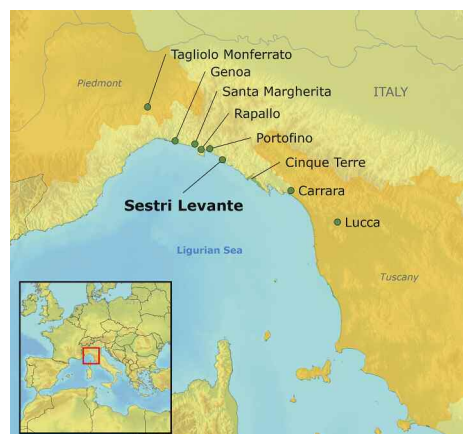 Tagliolo Monferrato
Genoa
Piedmont
Santa Margherita
ITALY
Rapallo
Portofino
Cinque Terre
Carrara
Sestri Levante
Lucca
Ligurian Sea
Tuscany